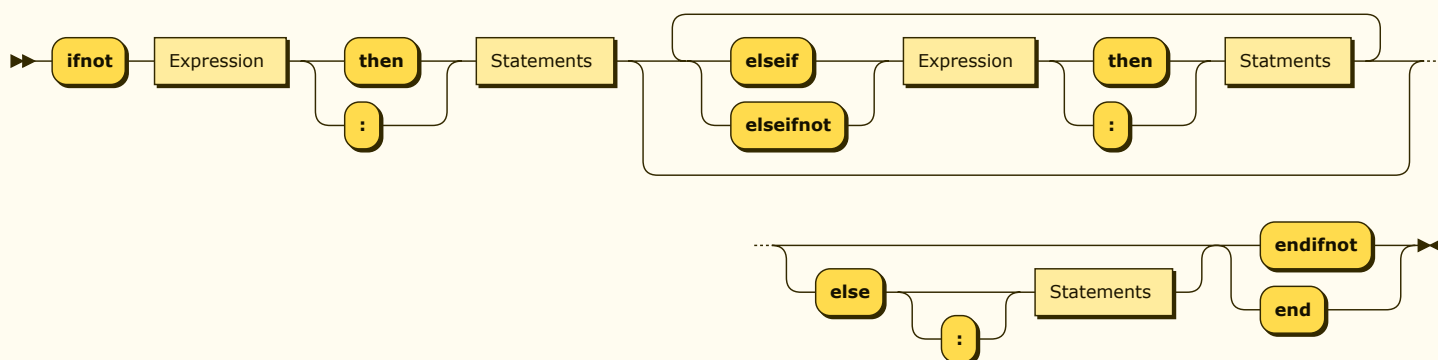 ifnot Expression then Statements elseif Expression then Statments
: elseifnot :
endifnot
else Statements end
: